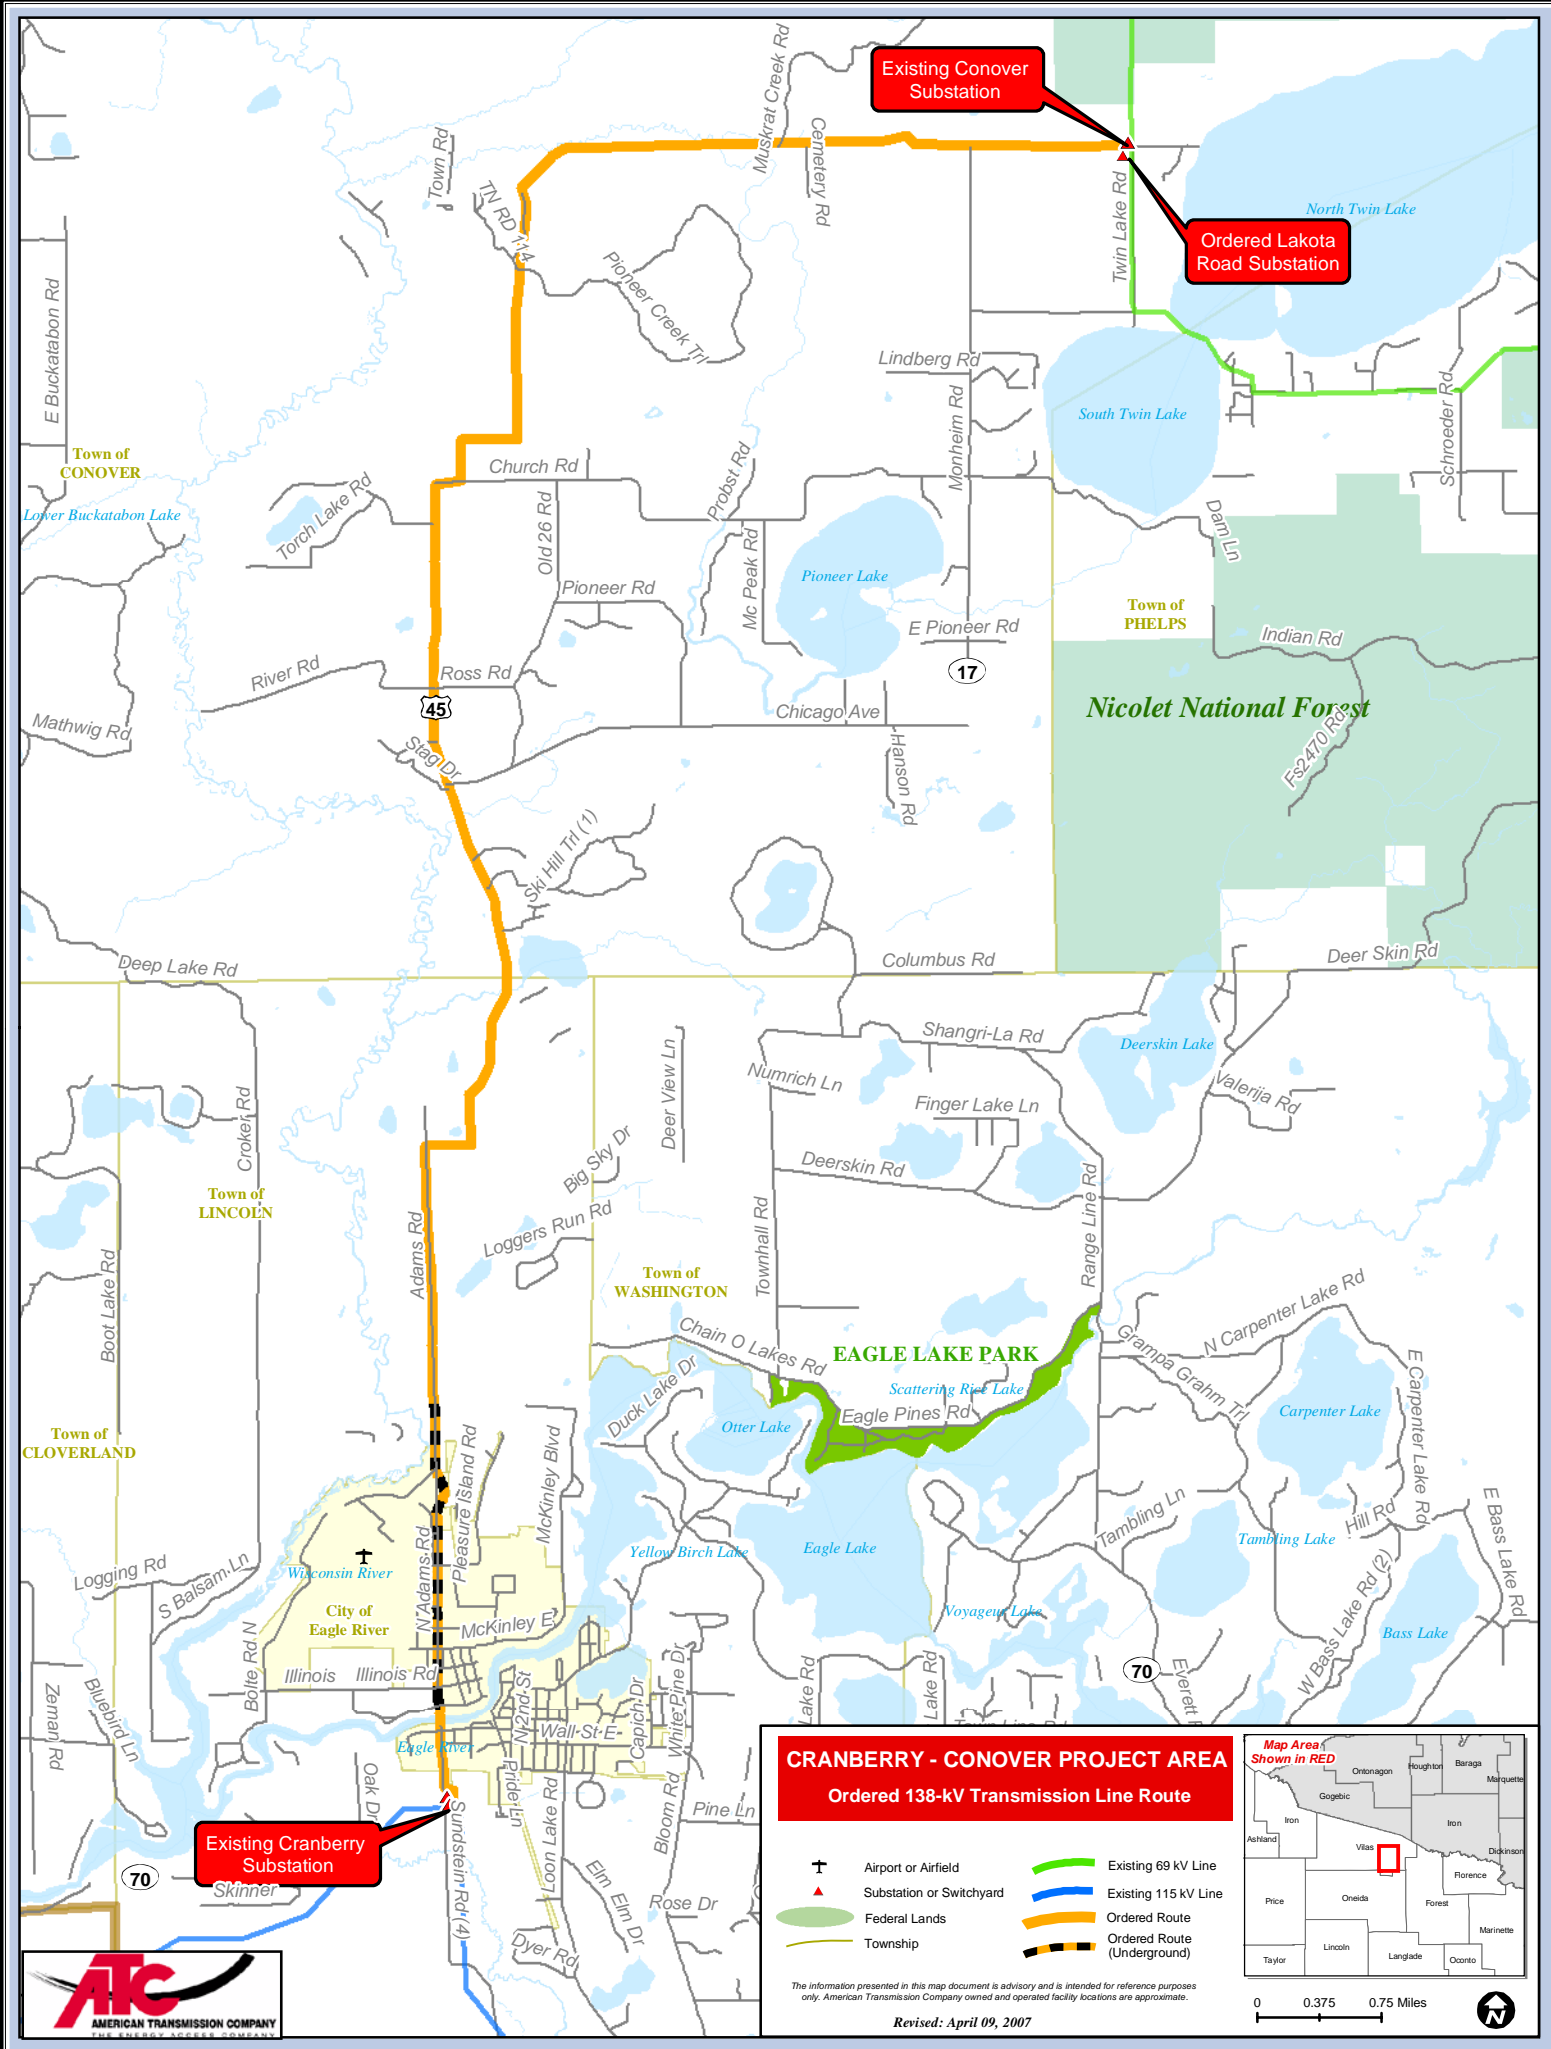 Existing Conover
Substation
Muskrat Creek Rd
Cemetery Rd
Town Rd
TN RD 114
Twin Lake Rd
North Twin Lake
Ordered Lakota
Road Substation
Pioneer Creek Trl
E Buckatabon Rd
Lindberg Rd
Monheim Rd
South Twin Lake
Schroeder Rd
Town of
CONOVER
Church Rd
Probst Rd
Torch Lake Rd
Old 26 Rd
Lower Buckatabon Lake
Dam Ln
Mc Peak Rd
Pioneer Lake
Pioneer Rd
Town of
PHELPS
E Pioneer Rd
Indian Rd
River Rd
Ross Rd
17
45
Nicolet National Forest
Mathwig Rd
Chicago Ave
Stag Dr
Hanson Rd
Fs2470 Rd
Ski Hill Trl (1)
Deep Lake Rd
Columbus Rd
Deer Skin Rd
Shangri-La Rd
Deerskin Lake
Deer View Ln
Numrich Ln
Valerija Rd
Croker Rd
Finger Lake Ln
Big Sky Dr
Deerskin Rd
Town of
LINCOLN
Range Line Rd
Loggers Run Rd
Adams Rd
Townhall Rd
Town of
WASHINGTON
Boot Lake Rd
Chain O Lakes Rd
EAGLE LAKE PARK
N Carpenter Lake Rd
Grampa Grahm Trl
E Carpenter Lake Rd
Duck Lake Dr
Scattering Rice Lake
Eagle Pines Rd
Otter Lake
Carpenter Lake
Town of
CLOVERLAND
Pleasure Island Rd
McKinley Blvd
Tambling Ln
Hill Rd
E Bass Lake Rd
N Adams Rd
Yellow Birch Lake
Eagle Lake
Tambling Lake
Logging Rd
S Balsam Ln
Wisconsin River
City of
Eagle River
McKinley E
Voyageur Lake
W Bass Lake Rd (2)
Bass Lake
Bolte Rd N
Illinois
Illinois Rd
70
Everett R
Zeman Rd
Bluebird Ln
N 2nd St
Wall St E
Capich Dr
White Pine Dr
Lake Rd
Lake Rd
Eagle River
Oak Dr
Pride Ln
Loon Lake Rd
Bloom Rd
Pine Ln
Existing Cranberry
Substation
Sundstein Rd (4)
70
Skinner
Elm Dr
Elm Dr
Rose Dr
Dyer Rd
CRANBERRY - CONOVER PROJECT AREA
Ordered 138-kV Transmission Line Route
Airport or Airfield
Substation or Switchyard
Federal Lands
Township
Existing 69 kV Line
Existing 115 kV Line
Ordered Route
Ordered Route
(Underground)
The information presented in this map document is advisory and is intended for reference purposes
only. American Transmission Company owned and operated facility locations are approximate.
Revised: April 09, 2007
Map Area
Shown in RED
Ontonagon
Houghton
Baraga
Marquette
Gogebic
Iron
Iron
Ashland
Vilas
Dickinson
Florence
Price
Oneida
Forest
Marinette
Lincoln
Langlade
Taylor
Oconto
0 0.375 0.75 Miles
N
ATC
AMERICAN TRANSMISSION COMPANY
THE ENERGY ACCESS COMPANY